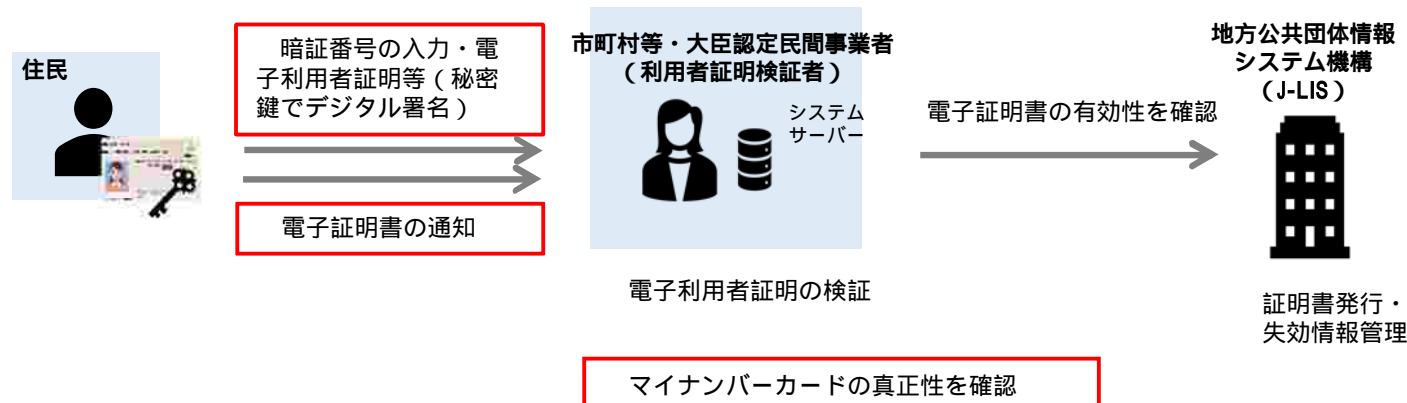 住民
暗証番号の入力・電
子利用者証明等(秘密
鍵でデジタル署名)
電子証明書の通知
市町村等・大臣認定民間事業者
(利用者証明検証者)
システム
サーバー
電子利用者証明の検証
電子証明書の有効性を確認
地方公共団体情報
システム機構
(J-LIS)
証明書発行・
失効情報管理
マイナンバーカードの真正性を確認